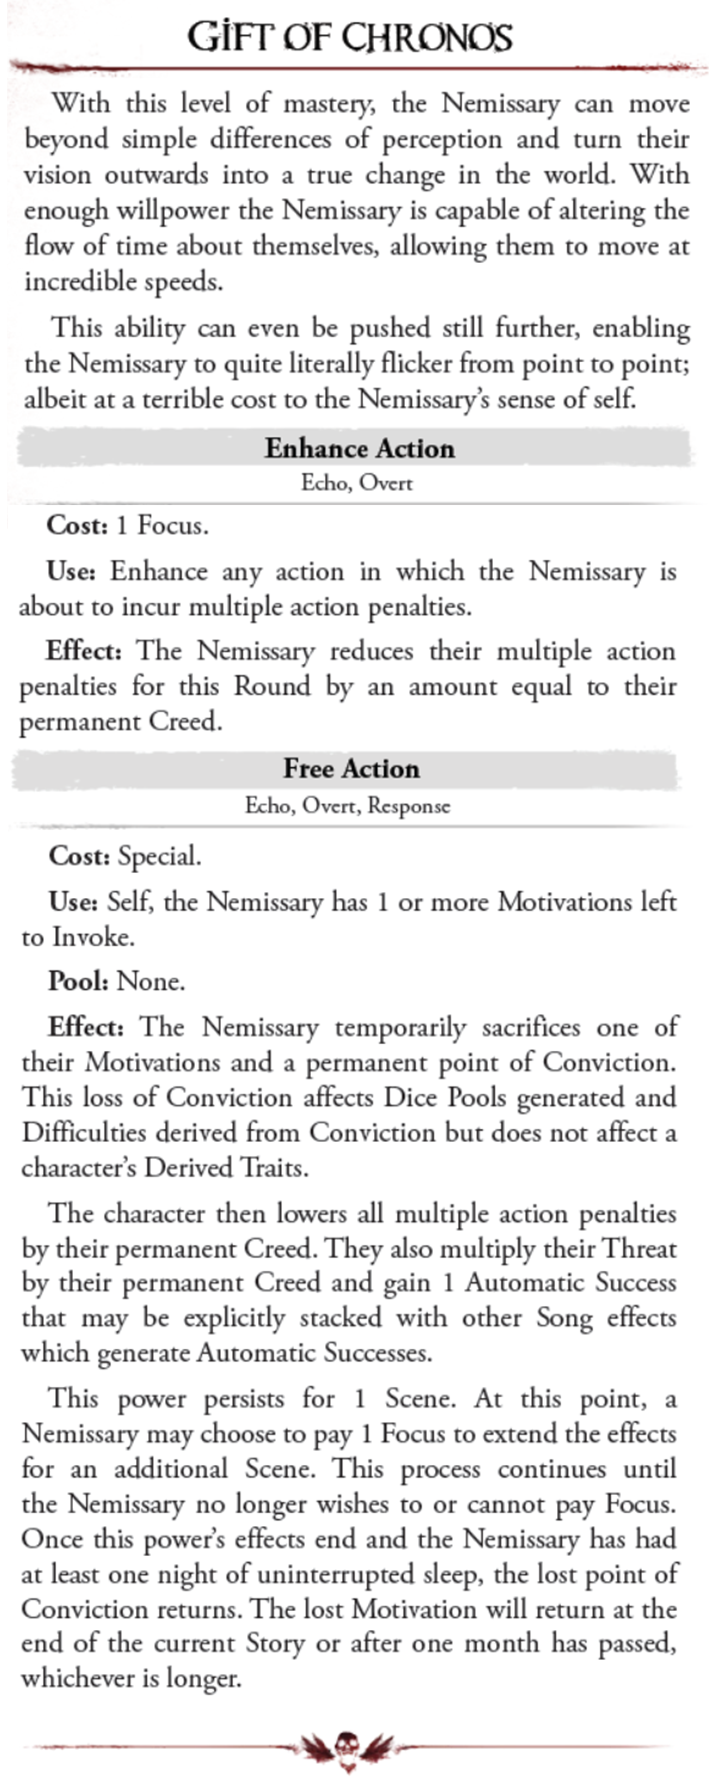 GIFT OF CHRONOS
With this level of mastery, the Nemissary can move
beyond simple differences of perception and turn their
vision outwards into a true change in the world. With
enough willpower the Nemissary is capable of altering the
flow of time about themselves, allowing them to move at
incredible speeds.
This ability can even be pushed still further, enabling
the Nemissary to quite literally flicker from point to point;
albeit at a terrible cost to the Nemissary's sense of self.
Enhance Action
Echo, Overt
Cost: 1 Focus.
Use: Enhance any action in which the Nemissary is
about to incur multiple action penalties.
Effect: The Nemissary reduces their multiple action
penalties for this Round by an amount equal to their
permanent Creed.
Free Action
Echo, Overt, Response
Cost: Special.
Use: Self, the Nemissary has 1 or more Motivations left
to Invoke.
Pool: None.
Effect: The Nemissary temporarily sacrifices one of
their Motivations and a permanent point of Conviction.
This loss of Conviction affects Dice Pools generated and
Difficulties derived from Conviction but does not affect a
character's Derived Traits.
The character then lowers all multiple action penalties
by their permanent Creed. They also multiply their Threat
by their permanent Creed and gain 1 Automatic Success
that may be explicitly stacked with other Song effects
which generate Automatic Successes.
This power persists for 1 Scene. At this point, a
Nemissary may choose to pay 1 Focus to extend the effects
for an additional Scene. This process continues until
the Nemissary no longer wishes to or cannot pay Focus.
Once this power's effects end and the Nemissary has had
at least one night of uninterrupted sleep, the lost point of
Conviction returns. The lost Motivation will return at the
end of the current Story or after one month has passed,
whichever is longer.